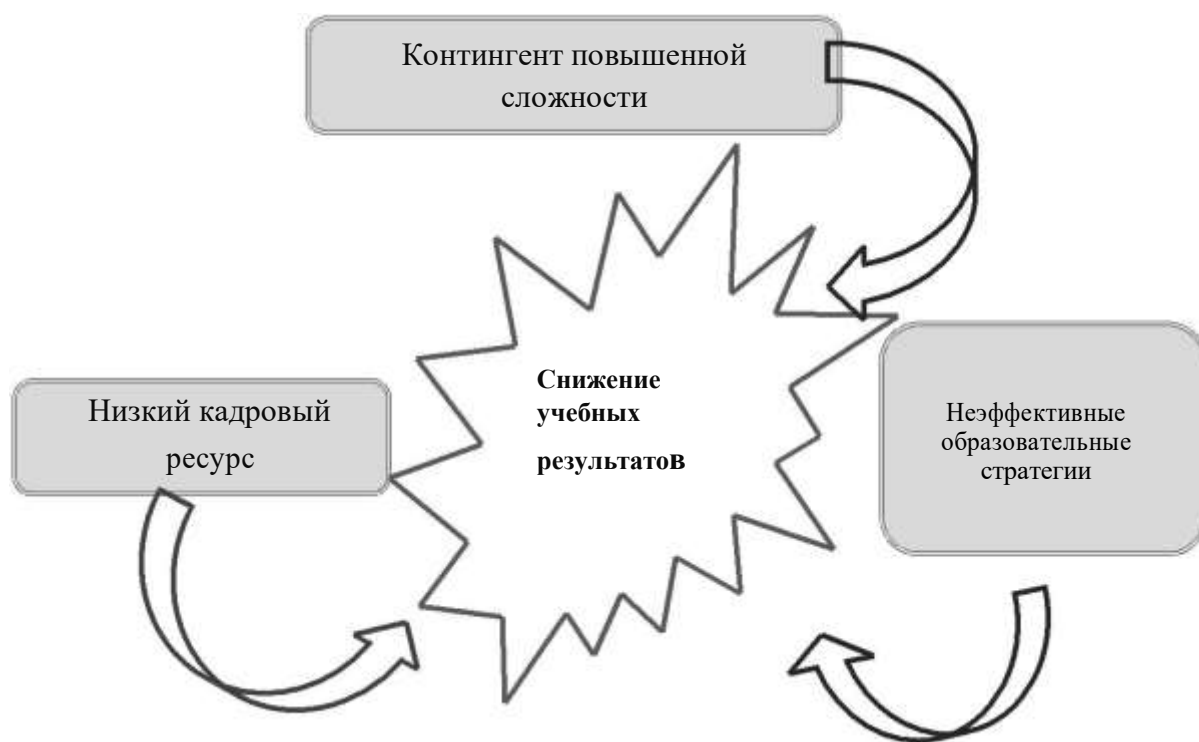 Контингент повышенной
сложности
Снижение
учебных
результатов
Низкий кадровый
ресурс
Неэффективные
образовательные
стратегии